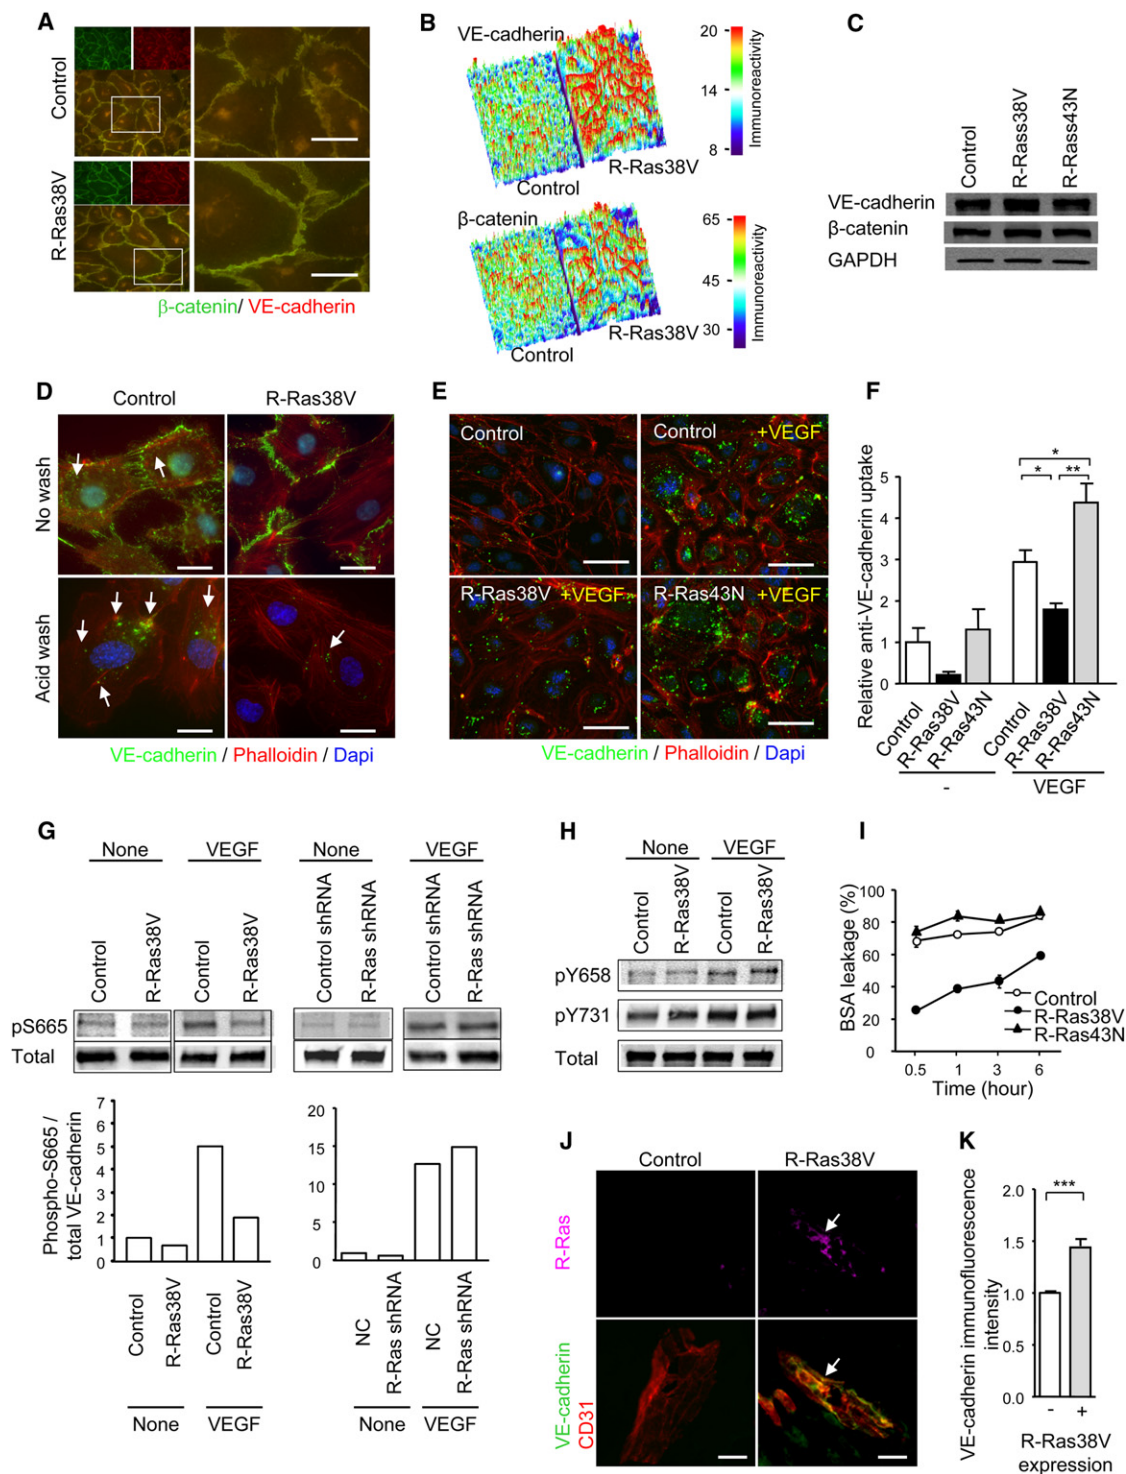 A
Control
R-Ras38V
β-catenin/ VE-cadherin
B
VE-cadherin
Control
R-Ras38V
20
14
8
Immunoreactivity
β-catenin
Control
R-Ras38V
65
45
30
Immunoreactivity
C
Control
R-Ras38V
R-Rass43N
VE-cadherin
β-catenin
GAPDH
D
Control
R-Ras38V
No wash
Acid wash
VE-cadherin / Phalloidin / Dapi
E
Control
Control +VEGF
R-Ras38V +VEGF
R-Ras43N +VEGF
VE-cadherin / Phalloidin / Dapi
F
Relative anti-VE-cadherin uptake
5
4
3
2
1
0
*
* **
Control
R-Ras38V
R-Ras43N
Control
R-Ras38V
R-Ras43N
-
VEGF
G
None
VEGF
None
VEGF
Control
R-Ras38V
Control
R-Ras38V
Control shRNA
R-Ras shRNA
Control shRNA
R-Ras shRNA
pS665
Total
Phospho-S665 /
total VE-cadherin
7
6
5
4
3
2
1
0
Control
R-Ras38V
Control
R-Ras38V
None
VEGF
20
15
10
5
0
NC
R-Ras shRNA
NC
R-Ras shRNA
None
VEGF
H
None
VEGF
Control
R-Ras38V
Control
R-Ras38V
pY658
pY731
Total
I
BSA leakage (%)
100
80
60
40
20
0
Control
R-Ras38V
R-Ras43N
0.5 1 3 6
Time (hour)
J
Control
R-Ras38V
R-Ras
VE-cadherin
CD31
K
VE-cadherin immunofluorescence
intensity
***
2.0
1.5
1.0
0.5
0.0
- +
R-Ras38V
expression